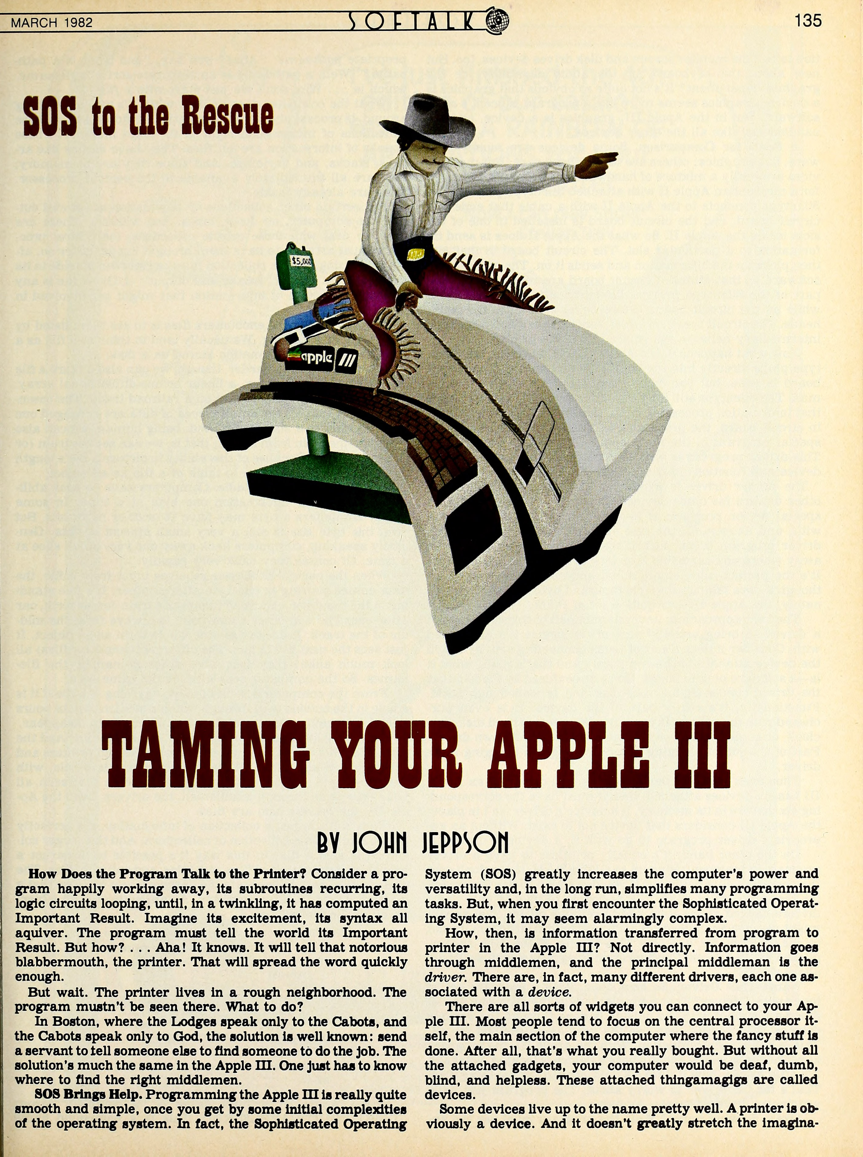 MARCH 1982
SOFTALK
135
SOS to the Rescue
$5,000
apple ///
TAMING YOUR APPLE III
BY JOHN JEPPSON
How Does the Program Talk to the Printer? Consider a pro-
gram happily working away, its subroutines recurring, its
logic circuits looping, until, in a twinkling, it has computed an
Important Result. Imagine its excitement, its syntax all
aquiver. The program must tell the world its Important
Result. But how? . . . Aha! It knows. It will tell that notorious
blabbermouth, the printer. That will spread the word quickly
enough.
But wait. The printer lives in a rough neighborhood. The
program mustn't be seen there. What to do?
In Boston, where the Lodges speak only to the Cabots, and
the Cabots speak only to God, the solution is well known: send
a servant to tell someone else to find someone to do the job. The
solution's much the same in the Apple III. One just has to know
where to find the right middlemen.
SOS Brings Help. Programming the Apple III is really quite
smooth and simple, once you get by some initial complexities
of the operating system. In fact, the Sophisticated Operating
System (SOS) greatly increases the computer's power and
versatility and, in the long run, simplifies many programming
tasks. But, when you first encounter the Sophisticated Operat-
ing System, it may seem alarmingly complex.
How, then, is information transferred from program to
printer in the Apple III? Not directly. Information goes
through middlemen, and the principal middleman is the
driver. There are, in fact, many different drivers, each one as-
sociated with a device.
There are all sorts of widgets you can connect to your Ap-
ple III. Most people tend to focus on the central processor it-
self, the main section of the computer where the fancy stuff is
done. After all, that's what you really bought. But without all
the attached gadgets, your computer would be deaf, dumb,
blind, and helpless. These attached thingamagigs are called
devices.
Some devices live up to the name pretty well. A printer is ob-
viously a device. And it doesn't greatly stretch the imagina-